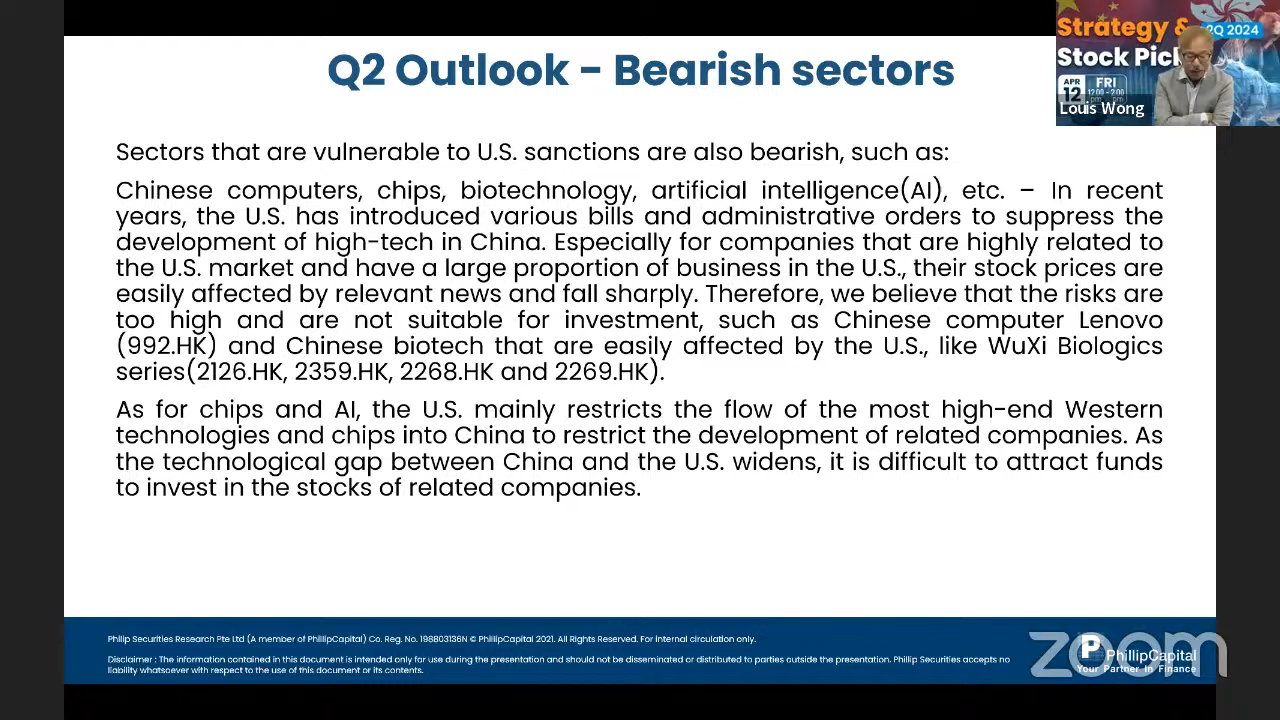 Q2 Outlook - Bearish sectors
Strategy &
2Q 2024
Stock Pick
APR
12
FRI
12:00 - 2:00
pm pm
Louis Wong
Sectors that are vulnerable to U.S. sanctions are also bearish, such as:
Chinese computers, chips, biotechnology, artificial intelligence(AI), etc. – In recent
years, the U.S. has introduced various bills and administrative orders to suppress the
development of high-tech in China. Especially for companies that are highly related to
the U.S. market and have a large proportion of business in the U.S., their stock prices are
easily affected by relevant news and fall sharply. Therefore, we believe that the risks are
too high and are not suitable for investment, such as Chinese computer Lenovo
(992.HK) and Chinese biotech that are easily affected by the U.S., like WuXi Biologics
series(2126.HK, 2359.HK, 2268.HK and 2269.HK).
As for chips and AI, the U.S. mainly restricts the flow of the most high-end Western
technologies and chips into China to restrict the development of related companies. As
the technological gap between China and the U.S. widens, it is difficult to attract funds
to invest in the stocks of related companies.
Philip Securities Research Pte Ltd (A member of PhillipCapital) Co. Reg. No. 198803136N © PhillipCapital 2021. All Rights Reserved. For internal circulation only.
Disclaimer : The information contained in this document is intended only for use during the presentation and should not be disseminated or distributed to parties outside the presentation. Phillip Securities accepts no
liability whatsoever with respect to the use of this document or its contents.
zoom
PhillipCapital
Your Partner In Finance